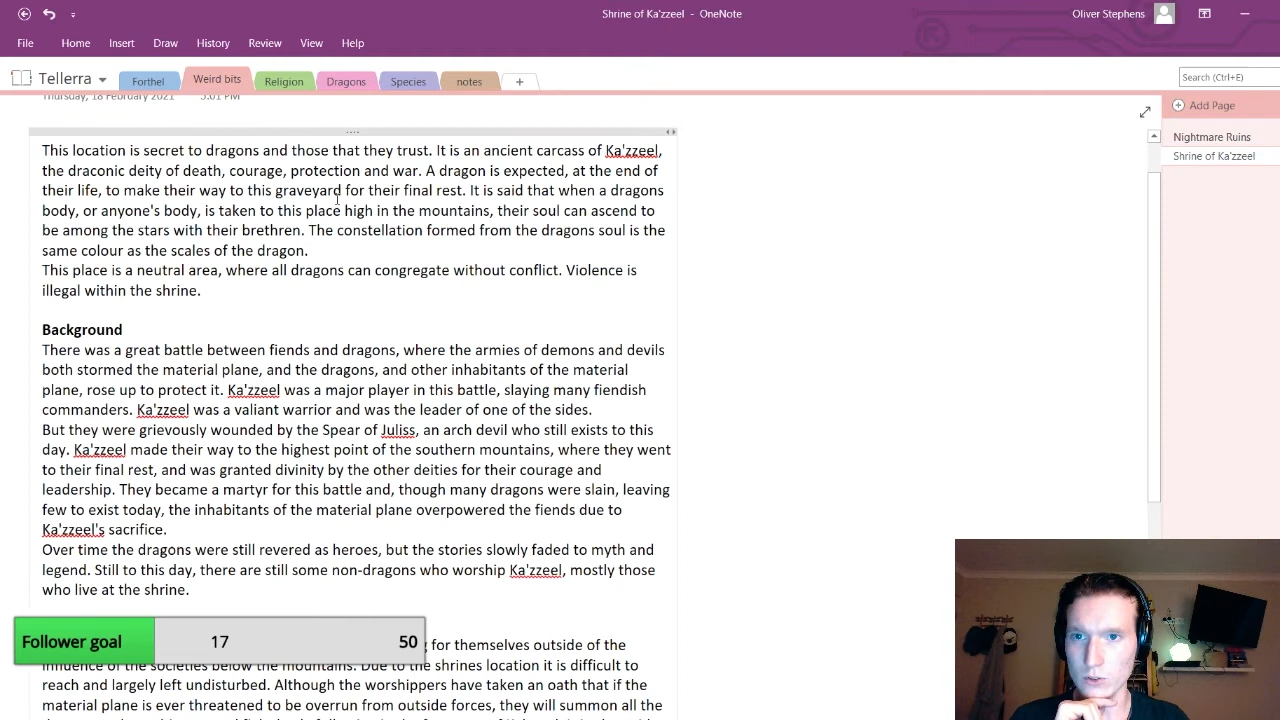 Shrine of Ka'zzeel - OneNote
Oliver Stephens
File Home Insert Draw History Review View Help
Tellerra Forthel Weird bits Religion Dragons Species notes +
Search (Ctrl+E)
Thursday, 18 February 2021 5:01 PM
Add Page
Nightmare Ruins
Shrine of Ka'zzeel
This location is secret to dragons and those that they trust. It is an ancient carcass of Ka'zzeel,
the draconic deity of death, courage, protection and war. A dragon is expected, at the end of
their life, to make their way to this graveyard for their final rest. It is said that when a dragons
body, or anyone's body, is taken to this place high in the mountains, their soul can ascend to
be among the stars with their brethren. The constellation formed from the dragons soul is the
same colour as the scales of the dragon.
This place is a neutral area, where all dragons can congregate without conflict. Violence is
illegal within the shrine.
Background
There was a great battle between fiends and dragons, where the armies of demons and devils
both stormed the material plane, and the dragons, and other inhabitants of the material
plane, rose up to protect it. Ka'zzeel was a major player in this battle, slaying many fiendish
commanders. Ka'zzeel was a valiant warrior and was the leader of one of the sides.
But they were grievously wounded by the Spear of Juliss, an arch devil who still exists to this
day. Ka'zzeel made their way to the highest point of the southern mountains, where they went
to their final rest, and was granted divinity by the other deities for their courage and
leadership. They became a martyr for this battle and, though many dragons were slain, leaving
few to exist today, the inhabitants of the material plane overpowered the fiends due to
Ka'zzeel's sacrifice.
Over time the dragons were still revered as heroes, but the stories slowly faded to myth and
legend. Still to this day, there are still some non-dragons who worship Ka'zzeel, mostly those
who live at the shrine.
Follower goal 17 50
for themselves outside of the
influence of the societies below the mountains. Due to the shrines location it is difficult to
reach and largely left undisturbed. Although the worshippers have taken an oath that if the
material plane is ever threatened to be overrun from outside forces, they will summon all the